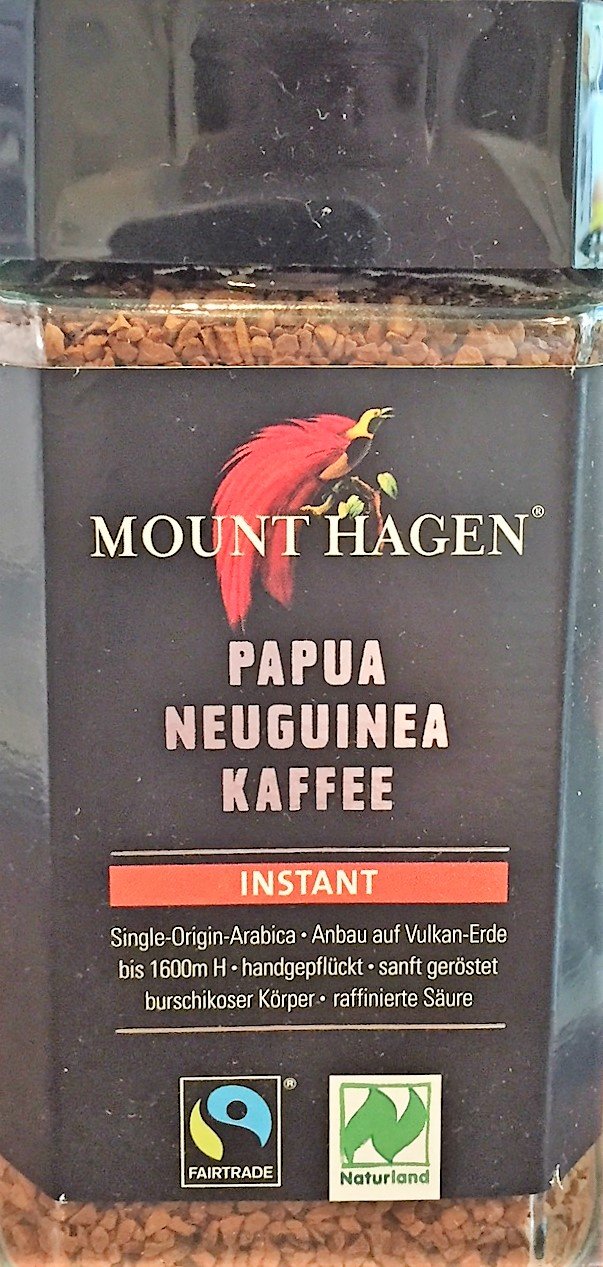 MOUNT HAGEN®
PAPUA
NEUGUINEA
KAFFEE
INSTANT
Single-Origin-Arabica • Anbau auf Vulkan-Erde
bis 1600m H • handgepflückt • sanft geröstet
burschikoser Körper • raffinierte Säure
®
FAIRTRADE
Naturland